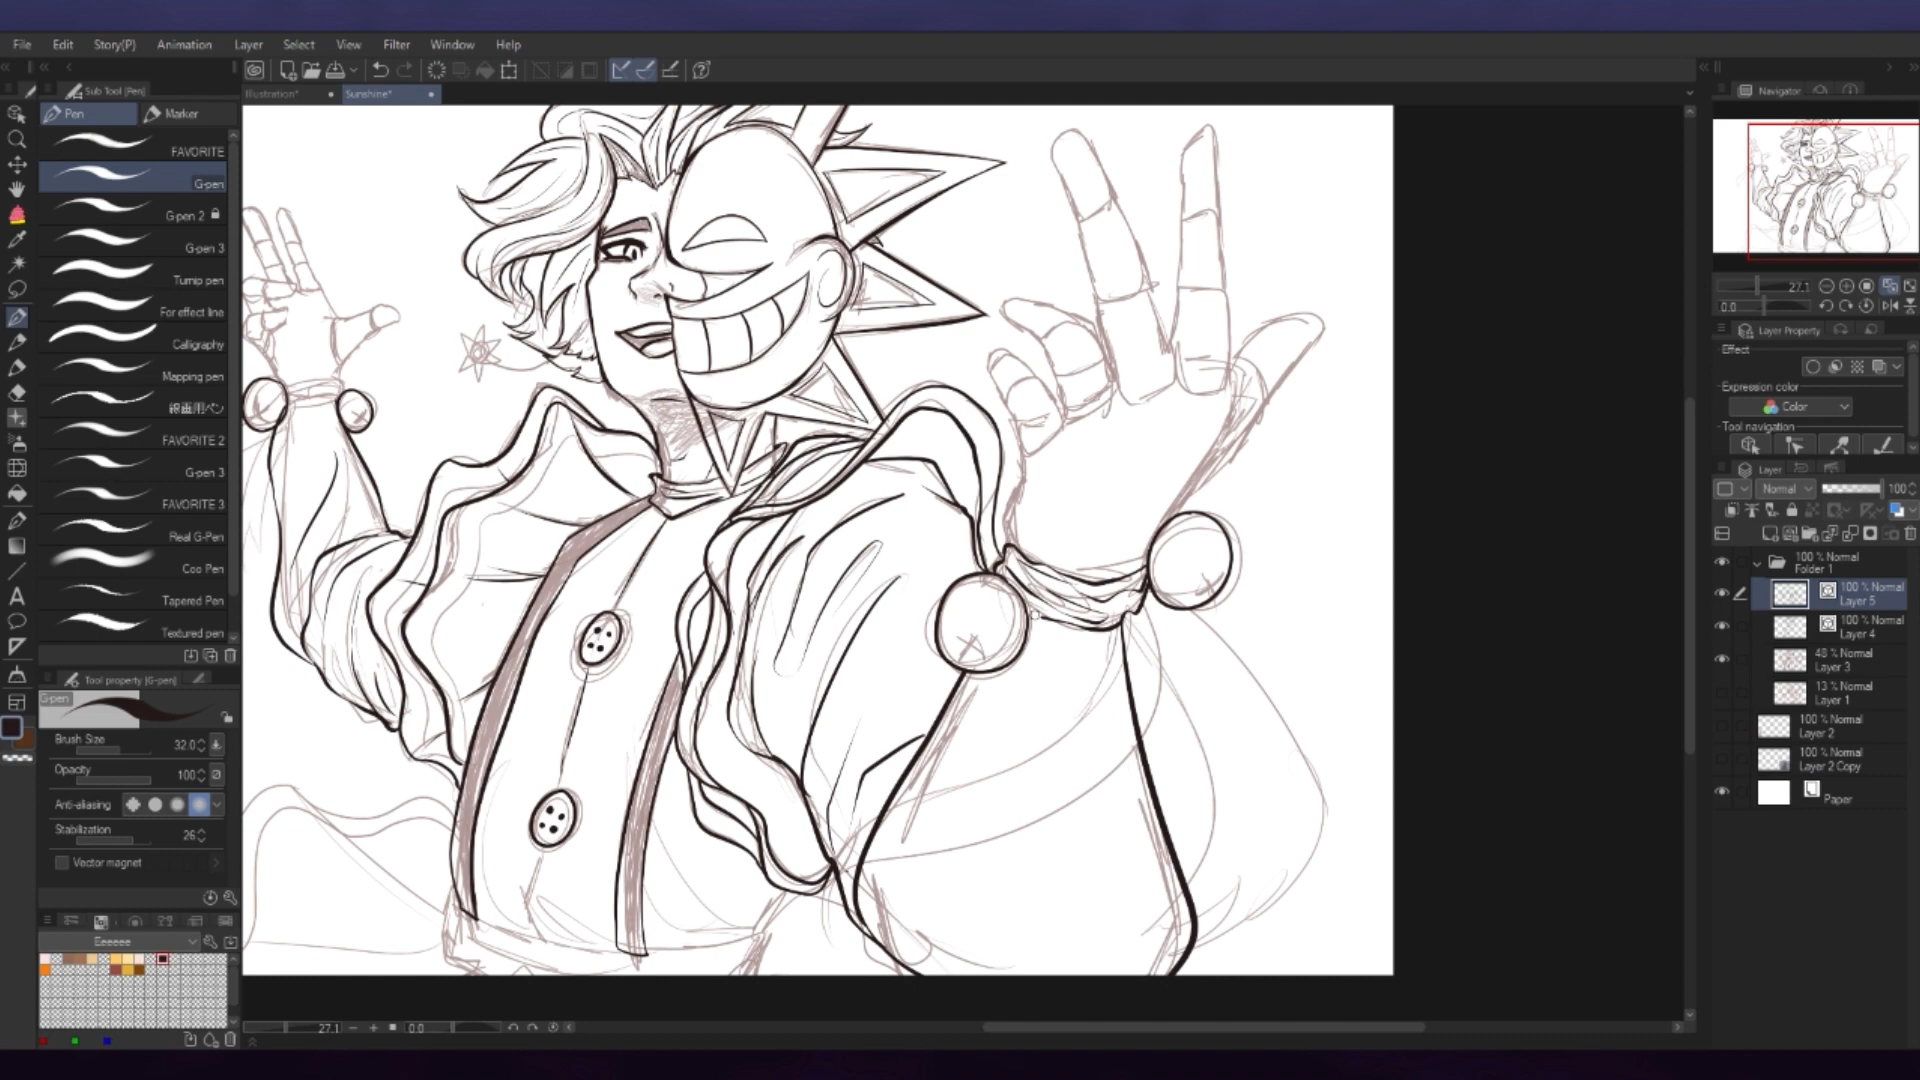 File Edit Story(P) Animation Layer Select View Filter Window Help
Sub Tool [Pen]
Illustration* Sunshine*
Navigator
Pen Marker
FAVORITE
G-pen
G-pen 2
G-pen 3
Turnip pen
For effect line
Calligraphy
Mapping pen
線画用ペン
FAVORITE 2
G-pen 3
FAVORITE 3
Real G-Pen
Coo Pen
Tapered Pen
Textured pen
Tool property [G-pen]
G-pen
Brush Size 32.0
Opacity 100
Anti-aliasing
Stabilization 26
Vector magnet
Eeeeee
27.1 0.0
27.1
0.0
Layer Property
Effect
Expression color
Color
Tool navigation
Layer
Normal 100
100 % Normal
Folder 1
100 % Normal
Layer 5
100 % Normal
Layer 4
48 % Normal
Layer 3
13 % Normal
Layer 1
100 % Normal
Layer 2
100 % Normal
Layer 2 Copy
Paper